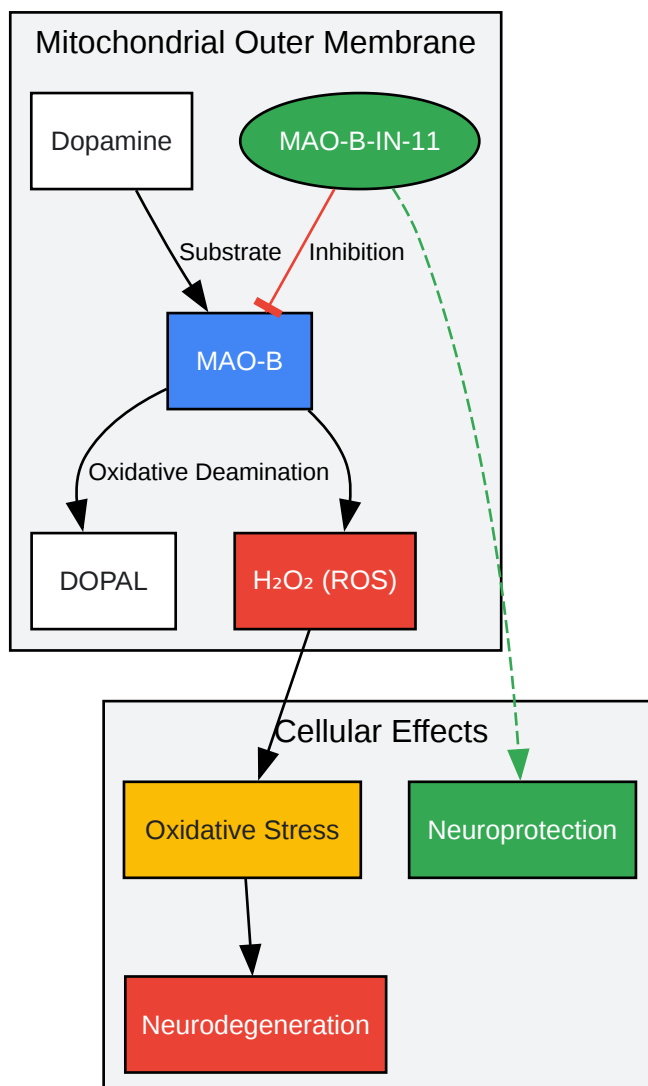 Mitochondrial Outer Membrane
Dopamine
MAO-B-IN-11
Substrate
Inhibition
MAO-B
Oxidative Deamination
DOPAL
H₂O₂ (ROS)
Cellular Effects
Oxidative Stress
Neuroprotection
Neurodegeneration